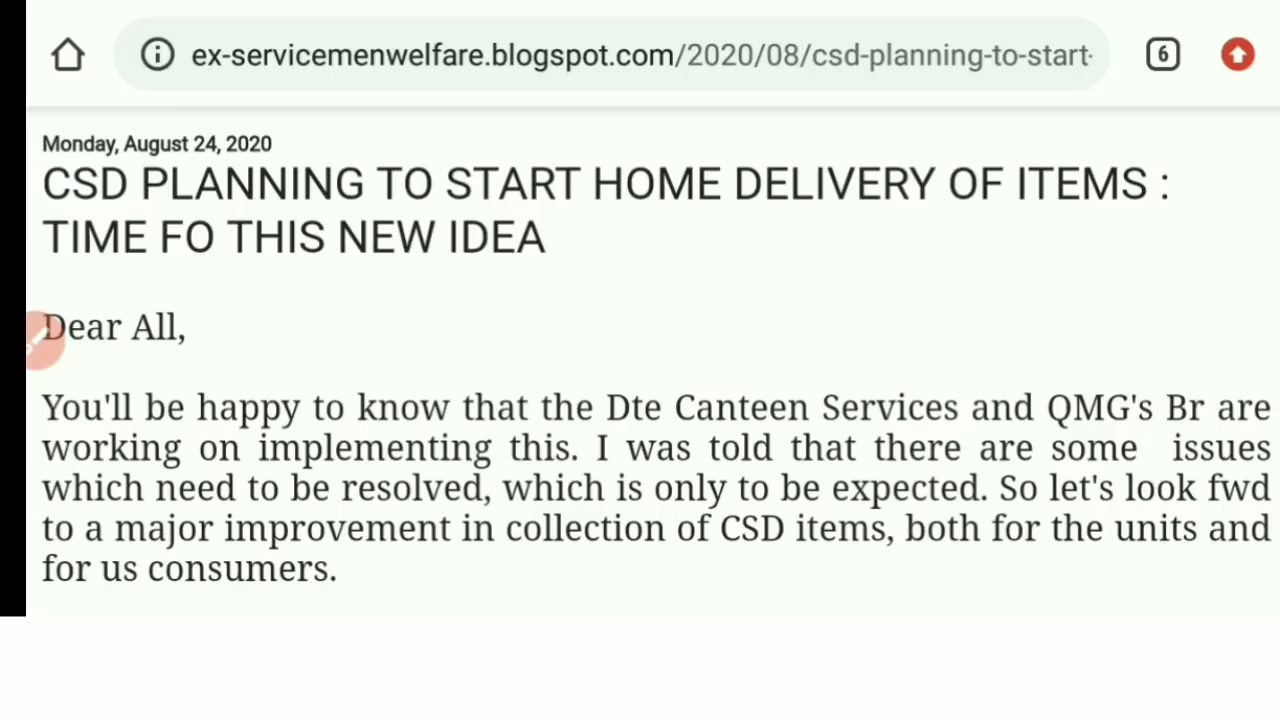 ex-servicemenwelfare.blogspot.com/2020/08/csd-planning-to-start-
6
Monday, August 24, 2020
CSD PLANNING TO START HOME DELIVERY OF ITEMS :
TIME FO THIS NEW IDEA
Dear All,
You'll be happy to know that the Dte Canteen Services and QMG's Br are
working on implementing this. I was told that there are some issues
which need to be resolved, which is only to be expected. So let's look fwd
to a major improvement in collection of CSD items, both for the units and
for us consumers.